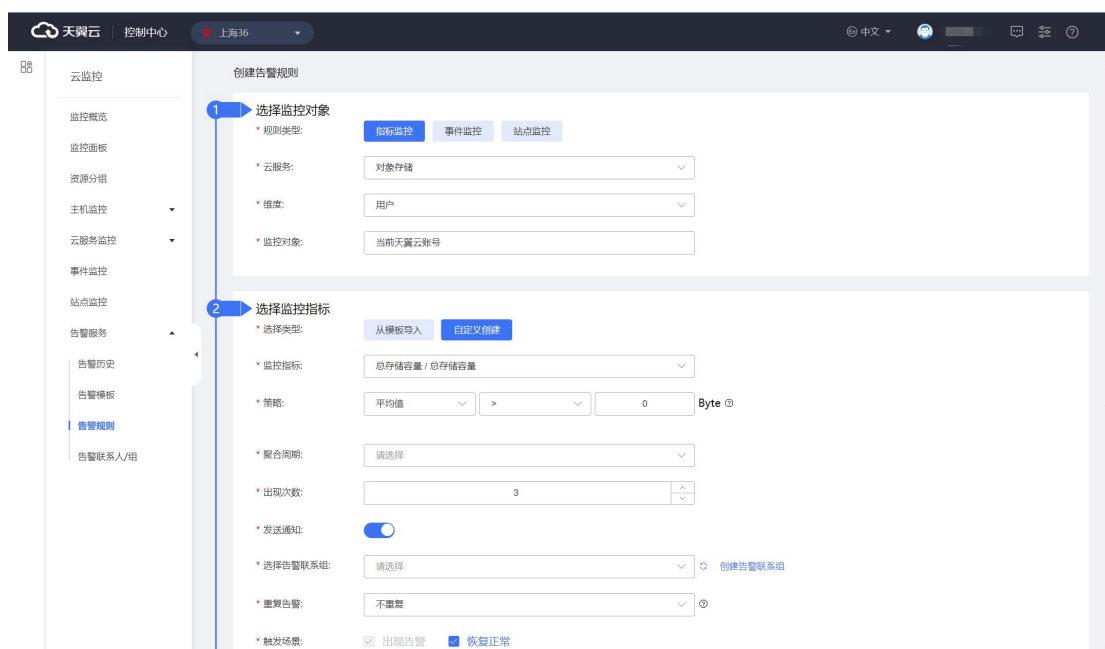 天翼云 控制中心 上海36 中文
云监控
监控概览
监控面板
资源分组
主机监控
云服务监控
事件监控
站点监控
告警服务
告警历史
告警模板
告警规则
告警联系人/组
创建告警规则
1 选择监控对象
* 规则类型: 指标监控 事件监控 站点监控
* 云服务: 对象存储
* 维度: 用户
* 监控对象: 当前天翼云账号
2 选择监控指标
* 选择类型: 从模板导入 自定义创建
* 监控指标: 总存储容量 / 总存储容量
* 策略: 平均值 > 0 Byte
* 聚合周期: 请选择
* 出现次数: 3
* 发送通知:
* 选择告警联系组: 请选择 创建告警联系组
* 重复告警: 不重复
* 触发场景: 出现告警 恢复正常